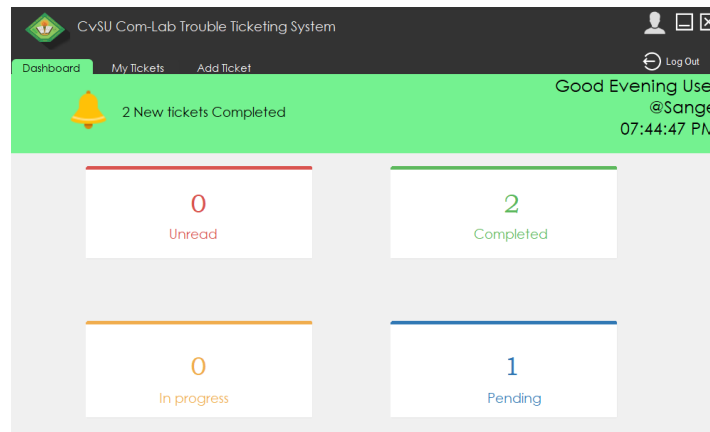 CvSU Com-Lab Trouble Ticketing System
Log Out
Dashboard My Tickets Add Ticket
2 New tickets Completed
Good Evening Use
@Sange
07:44:47 PM
0
Unread
2
Completed
0
In progress
1
Pending